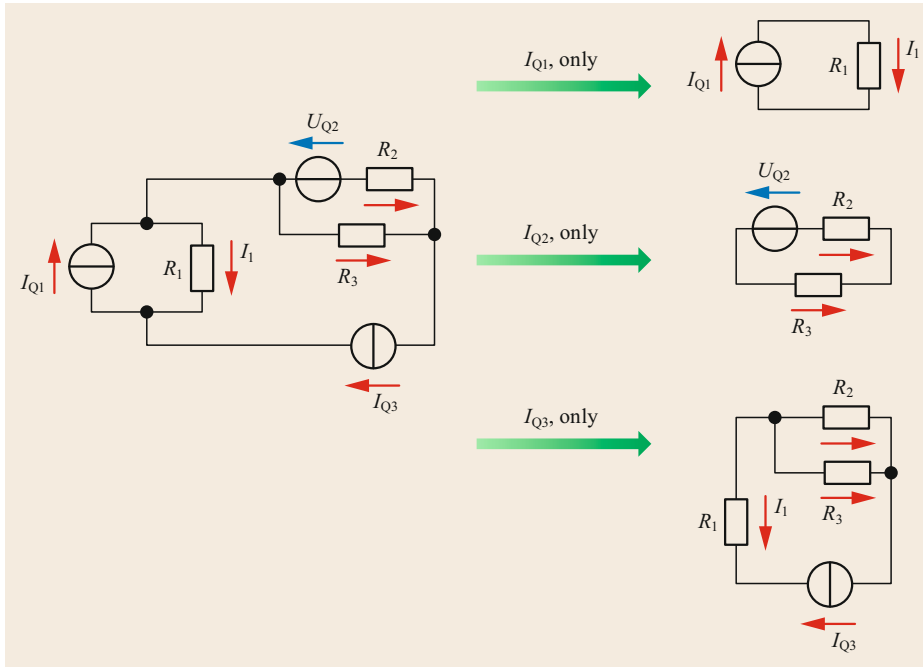 U_Q2
R_2
I_Q1
R_1
I_1
R_3
I_Q3
I_Q1, only
I_Q1
R_1
I_1
I_Q2, only
U_Q2
R_2
R_3
I_Q3, only
R_2
R_3
R_1
I_1
I_Q3